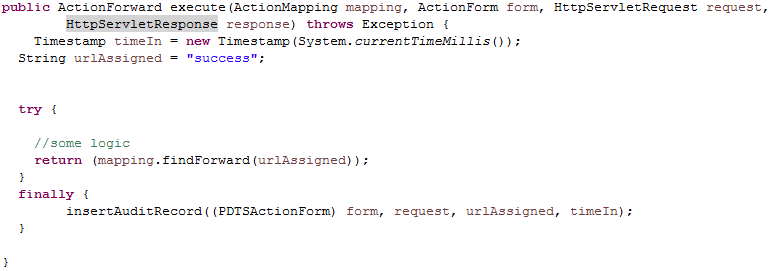 public ActionForward execute(ActionMapping mapping, ActionForm form, HttpServletRequest request,
HttpServletResponse response) throws Exception {
Timestamp timeIn = new Timestamp(System.currentTimeMillis());
String urlAssigned = "success";
try {
//some logic
return (mapping.findForward(urlAssigned));
}
finally {
insertAuditRecord((PDTSActionForm) form, request, urlAssigned, timeIn);
}
}